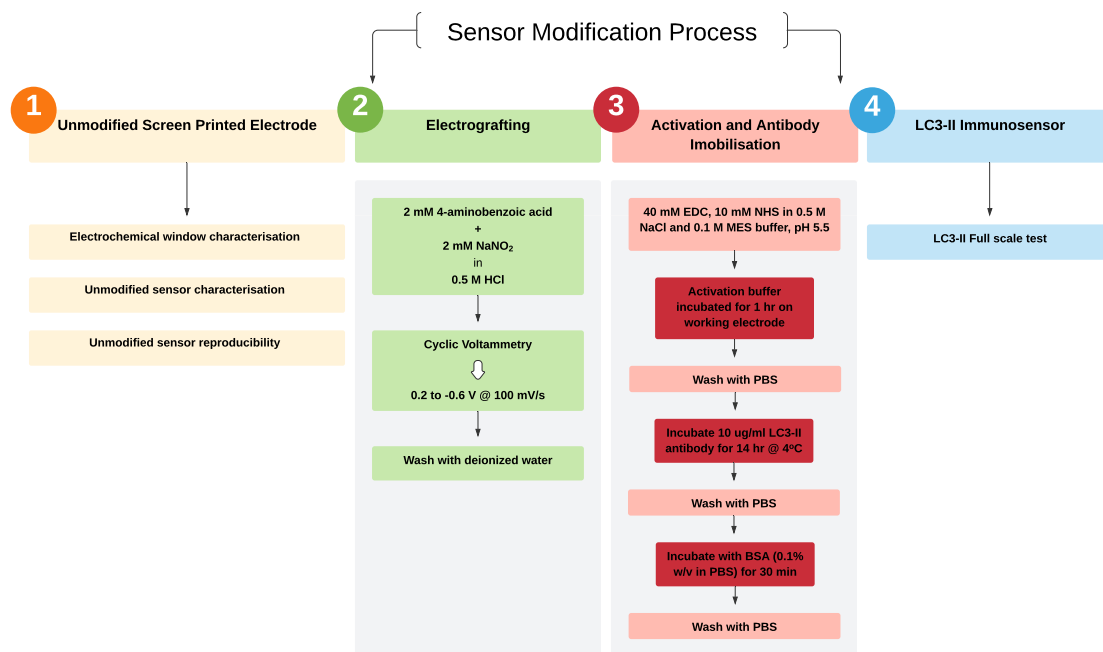 Sensor Modification Process
1
Unmodified Screen Printed Electrode
Electrochemical window characterisation
Unmodified sensor characterisation
Unmodified sensor reproducibility
2
Electrografting
2 mM 4-aminobenzoic acid
+
2 mM NaNO₂
in
0.5 M HCl
Cyclic Voltammetry
0.2 to -0.6 V @ 100 mV/s
Wash with deionized water
3
Activation and Antibody
Imobilisation
40 mM EDC, 10 mM NHS in 0.5 M
NaCl and 0.1 M MES buffer, pH 5.5
Activation buffer
incubated for 1 hr on
working electrode
Wash with PBS
Incubate 10 ug/ml LC3-II
antibody for 14 hr @ 4ºC
Wash with PBS
Incubate with BSA (0.1%
w/v in PBS) for 30 min
Wash with PBS
4
LC3-II Immunosensor
LC3-II Full scale test